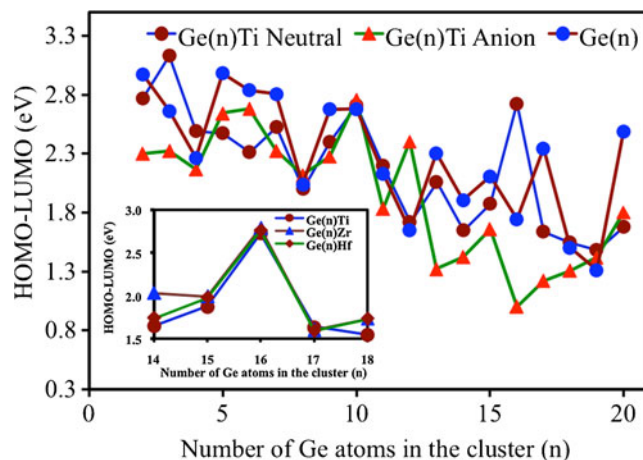 Ge(n)Ti Neutral Ge(n)Ti Anion Ge(n)
HOMO-LUMO (eV)
3.3
2.8
2.3
1.8
1.3
0.8
0.3
0 5 10 15 20
Number of Ge atoms in the cluster (n)
Ge(n)Ti
Ge(n)Zr
Ge(n)Hf
HOMO-LUMO (eV)
3.0
2.5
2.0
1.5
14 15 16 17 18
Number of Ge atoms in the cluster (n)